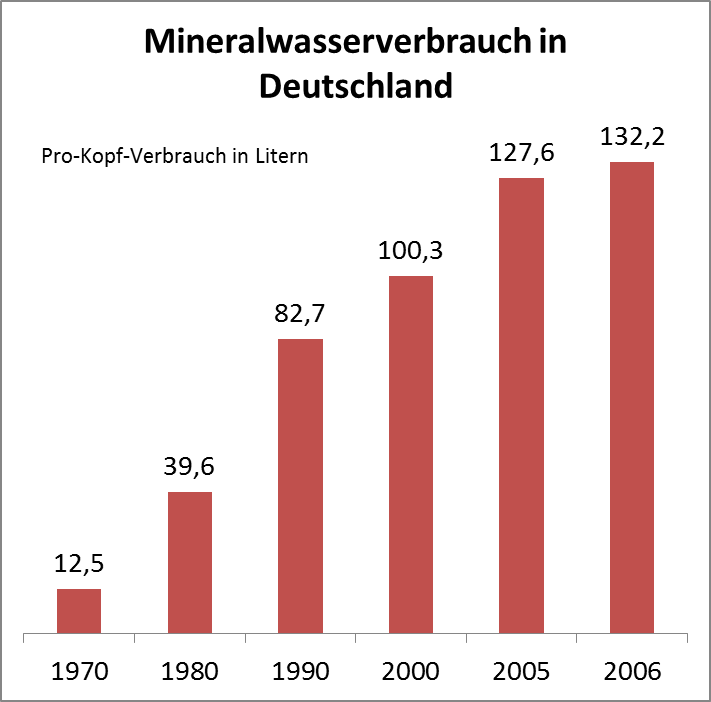 Mineralwasserverbrauch in
Deutschland
Pro-Kopf-Verbrauch in Litern
12,5
39,6
82,7
100,3
127,6
132,2
1970 1980 1990 2000 2005 2006